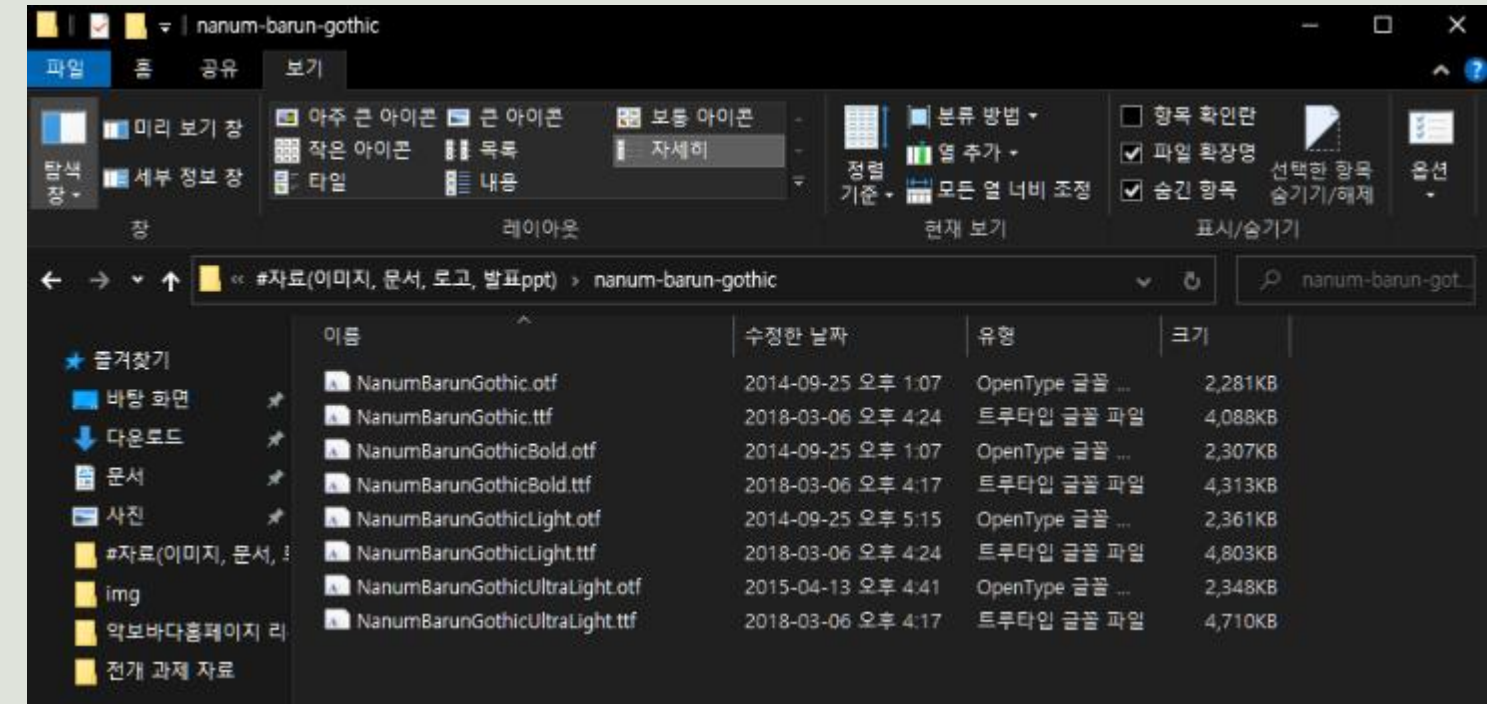 nanum-barun-gothic
파일 홈 공유 보기
미리 보기 창
세부 정보 창
탐색
창
아주 큰 아이콘 큰 아이콘 보통 아이콘
작은 아이콘 목록 자세히
타일 내용
정렬
기준
분류 방법
열 추가
모든 열 너비 조정
항목 확인란
파일 확장명
숨긴 항목
선택한 항목
숨기기/해제
옵션
창 레이아웃 현재 보기 표시/숨기기
« #자료(이미지, 문서, 로고, 발표ppt) › nanum-barun-gothic nanum-barun-got...
이름 수정한 날짜 유형 크기
즐겨찾기
바탕 화면
다운로드
문서
사진
#자료(이미지, 문서,
img
악보바다홈페이지 리
전개 과제 자료
NanumBarunGothic.otf 2014-09-25 오후 1:07 OpenType 글꼴 ... 2,281KB
NanumBarunGothic.ttf 2018-03-06 오후 4:24 트루타입 글꼴 파일 4,088KB
NanumBarunGothicBold.otf 2014-09-25 오후 1:07 OpenType 글꼴 ... 2,307KB
NanumBarunGothicBold.ttf 2018-03-06 오후 4:17 트루타입 글꼴 파일 4,313KB
NanumBarunGothicLight.otf 2014-09-25 오후 5:15 OpenType 글꼴 ... 2,361KB
NanumBarunGothicLight.ttf 2018-03-06 오후 4:24 트루타입 글꼴 파일 4,803KB
NanumBarunGothicUltraLight.otf 2015-04-13 오후 4:41 OpenType 글꼴 ... 2,348KB
NanumBarunGothicUltraLight.ttf 2018-03-06 오후 4:17 트루타입 글꼴 파일 4,710KB